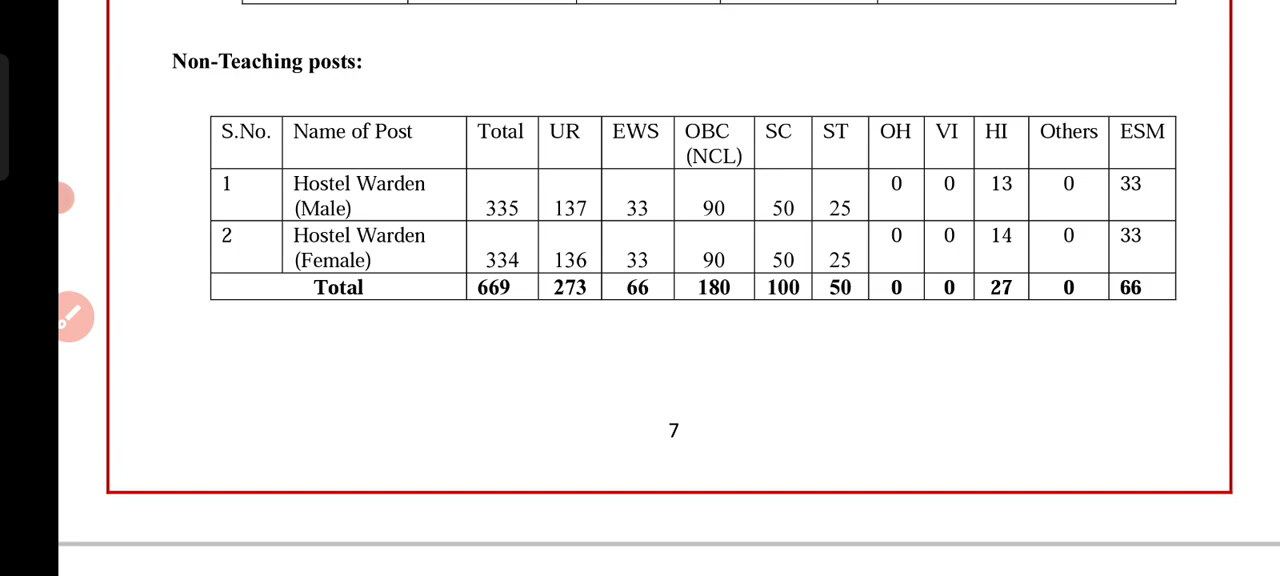 Non-Teaching posts:
S.No. Name of Post Total UR EWS OBC (NCL) SC ST OH VI HI Others ESM
1 Hostel Warden (Male) 335 137 33 90 50 25 0 0 13 0 33
2 Hostel Warden (Female) 334 136 33 90 50 25 0 0 14 0 33
Total 669 273 66 180 100 50 0 0 27 0 66
7